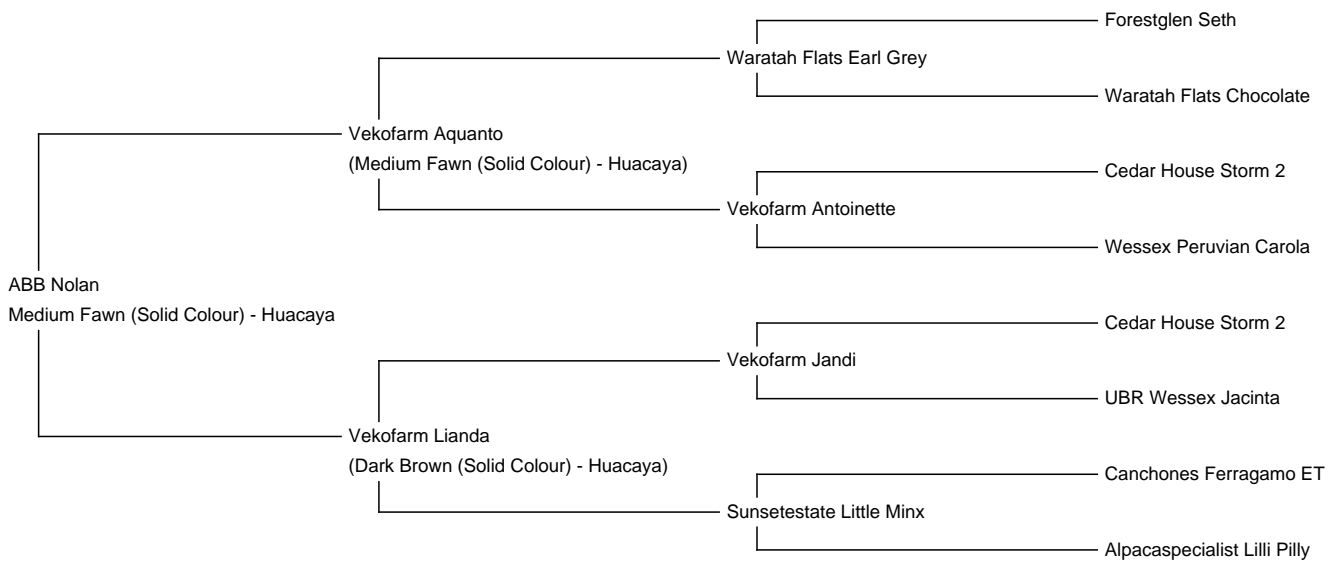 Forestglen Seth
Waratah Flats Earl Grey
Waratah Flats Chocolate
Vekofarm Aquanto
(Medium Fawn (Solid Colour) - Huacaya)
Cedar House Storm 2
Vekofarm Antoinette
Wessex Peruvian Carola
ABB Nolan
Medium Fawn (Solid Colour) - Huacaya
Cedar House Storm 2
Vekofarm Jandi
UBR Wessex Jacinta
Vekofarm Lianda
(Dark Brown (Solid Colour) - Huacaya)
Canchones Ferragamo ET
Sunsetestate Little Minx
Alpacaspecialist Lilli Pilly